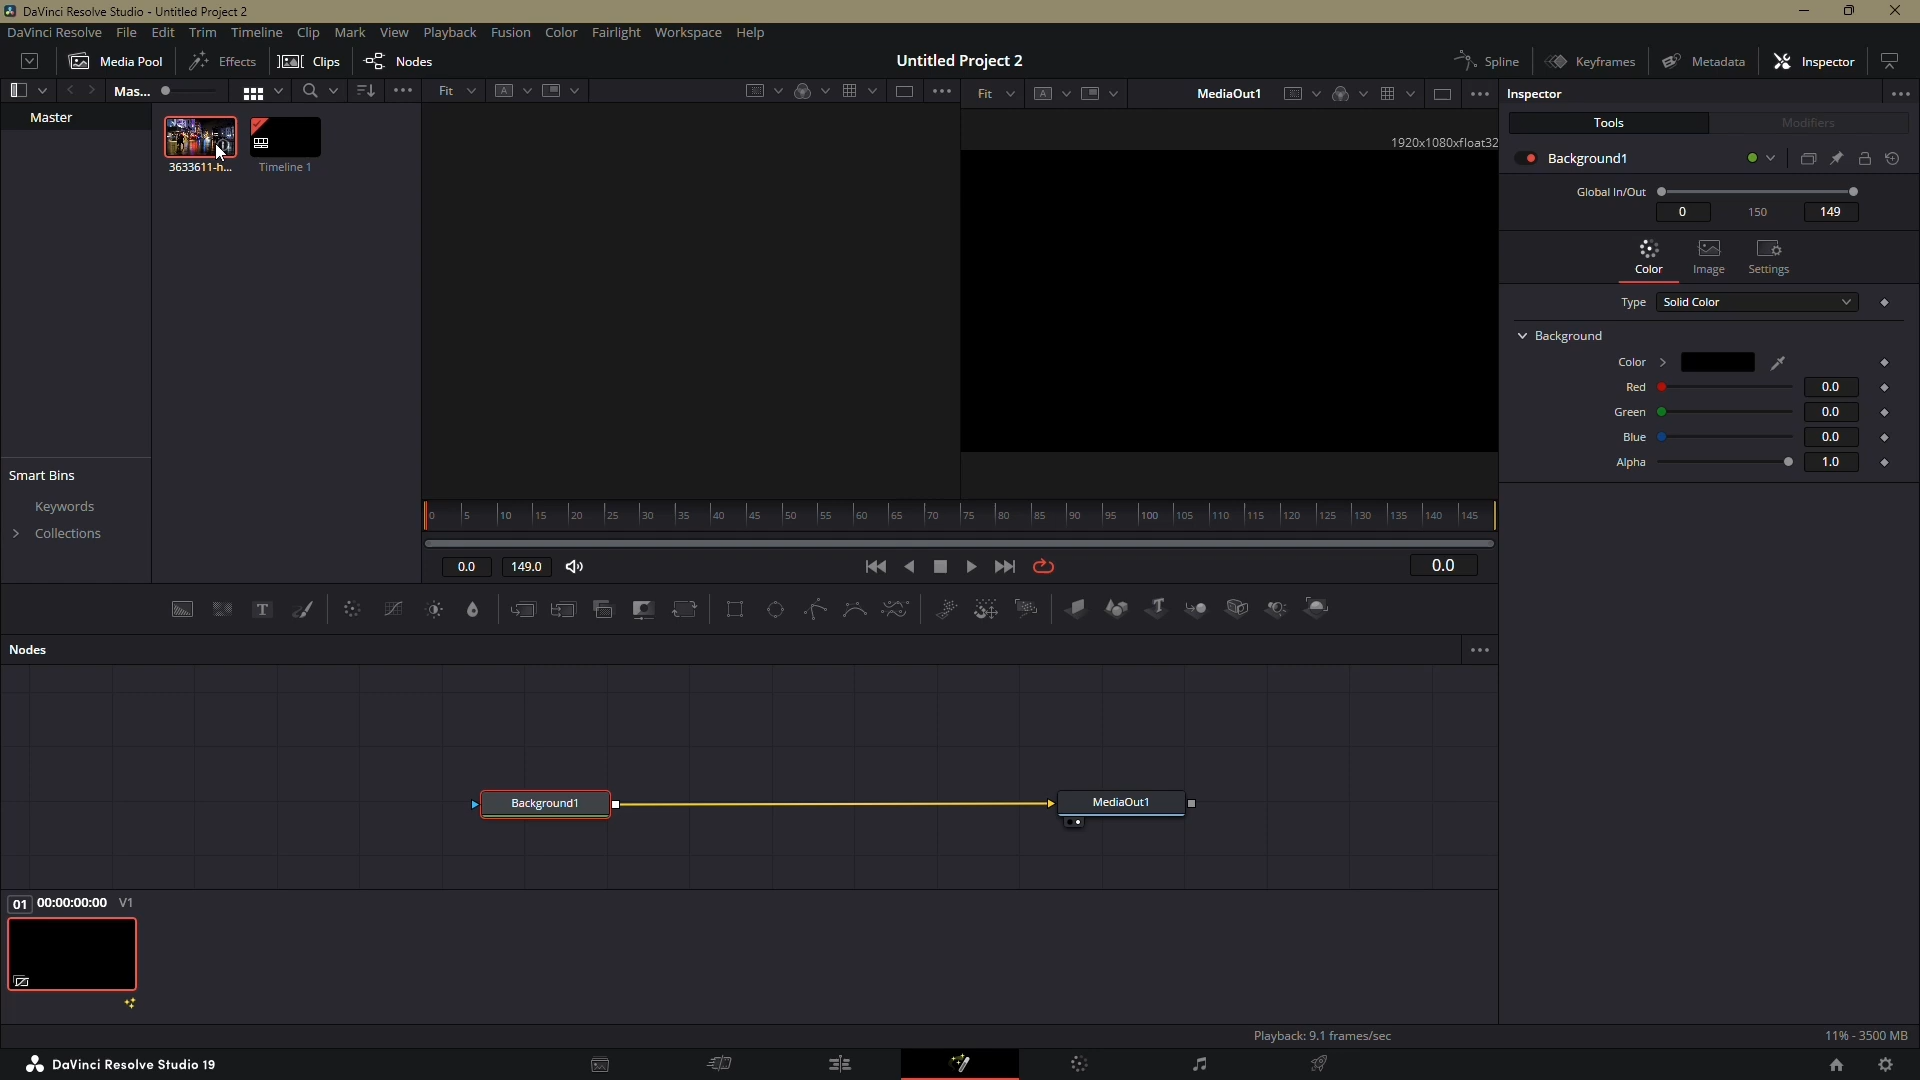 DaVinci Resolve Studio - Untitled Project 2
DaVinci Resolve File Edit Trim Timeline Clip Mark View Playback Fusion Color Fairlight Workspace Help
Media Pool Effects Clips Nodes Untitled Project 2 Spline Keyframes Metadata Inspector
Mas... Fit A Fit A MediaOut1 Inspector
Master
3633611-h... Timeline 1
1920x1080xfloat32
Tools Modifiers
Background1
Global In/Out
0 150 149
Color Image Settings
Type Solid Color
Background
Color
Red 0.0
Green 0.0
Blue 0.0
Alpha 1.0
Smart Bins
Keywords
Collections
0 5 10 15 20 25 30 35 40 45 50 55 60 65 70 75 80 85 90 95 100 105 110 115 120 125 130 135 140 145
0.0 149.0 0.0
T T
Nodes
Background1 MediaOut1
01 00:00:00:00 V1
Playback: 9.1 frames/sec 11% - 3500 MB
DaVinci Resolve Studio 19